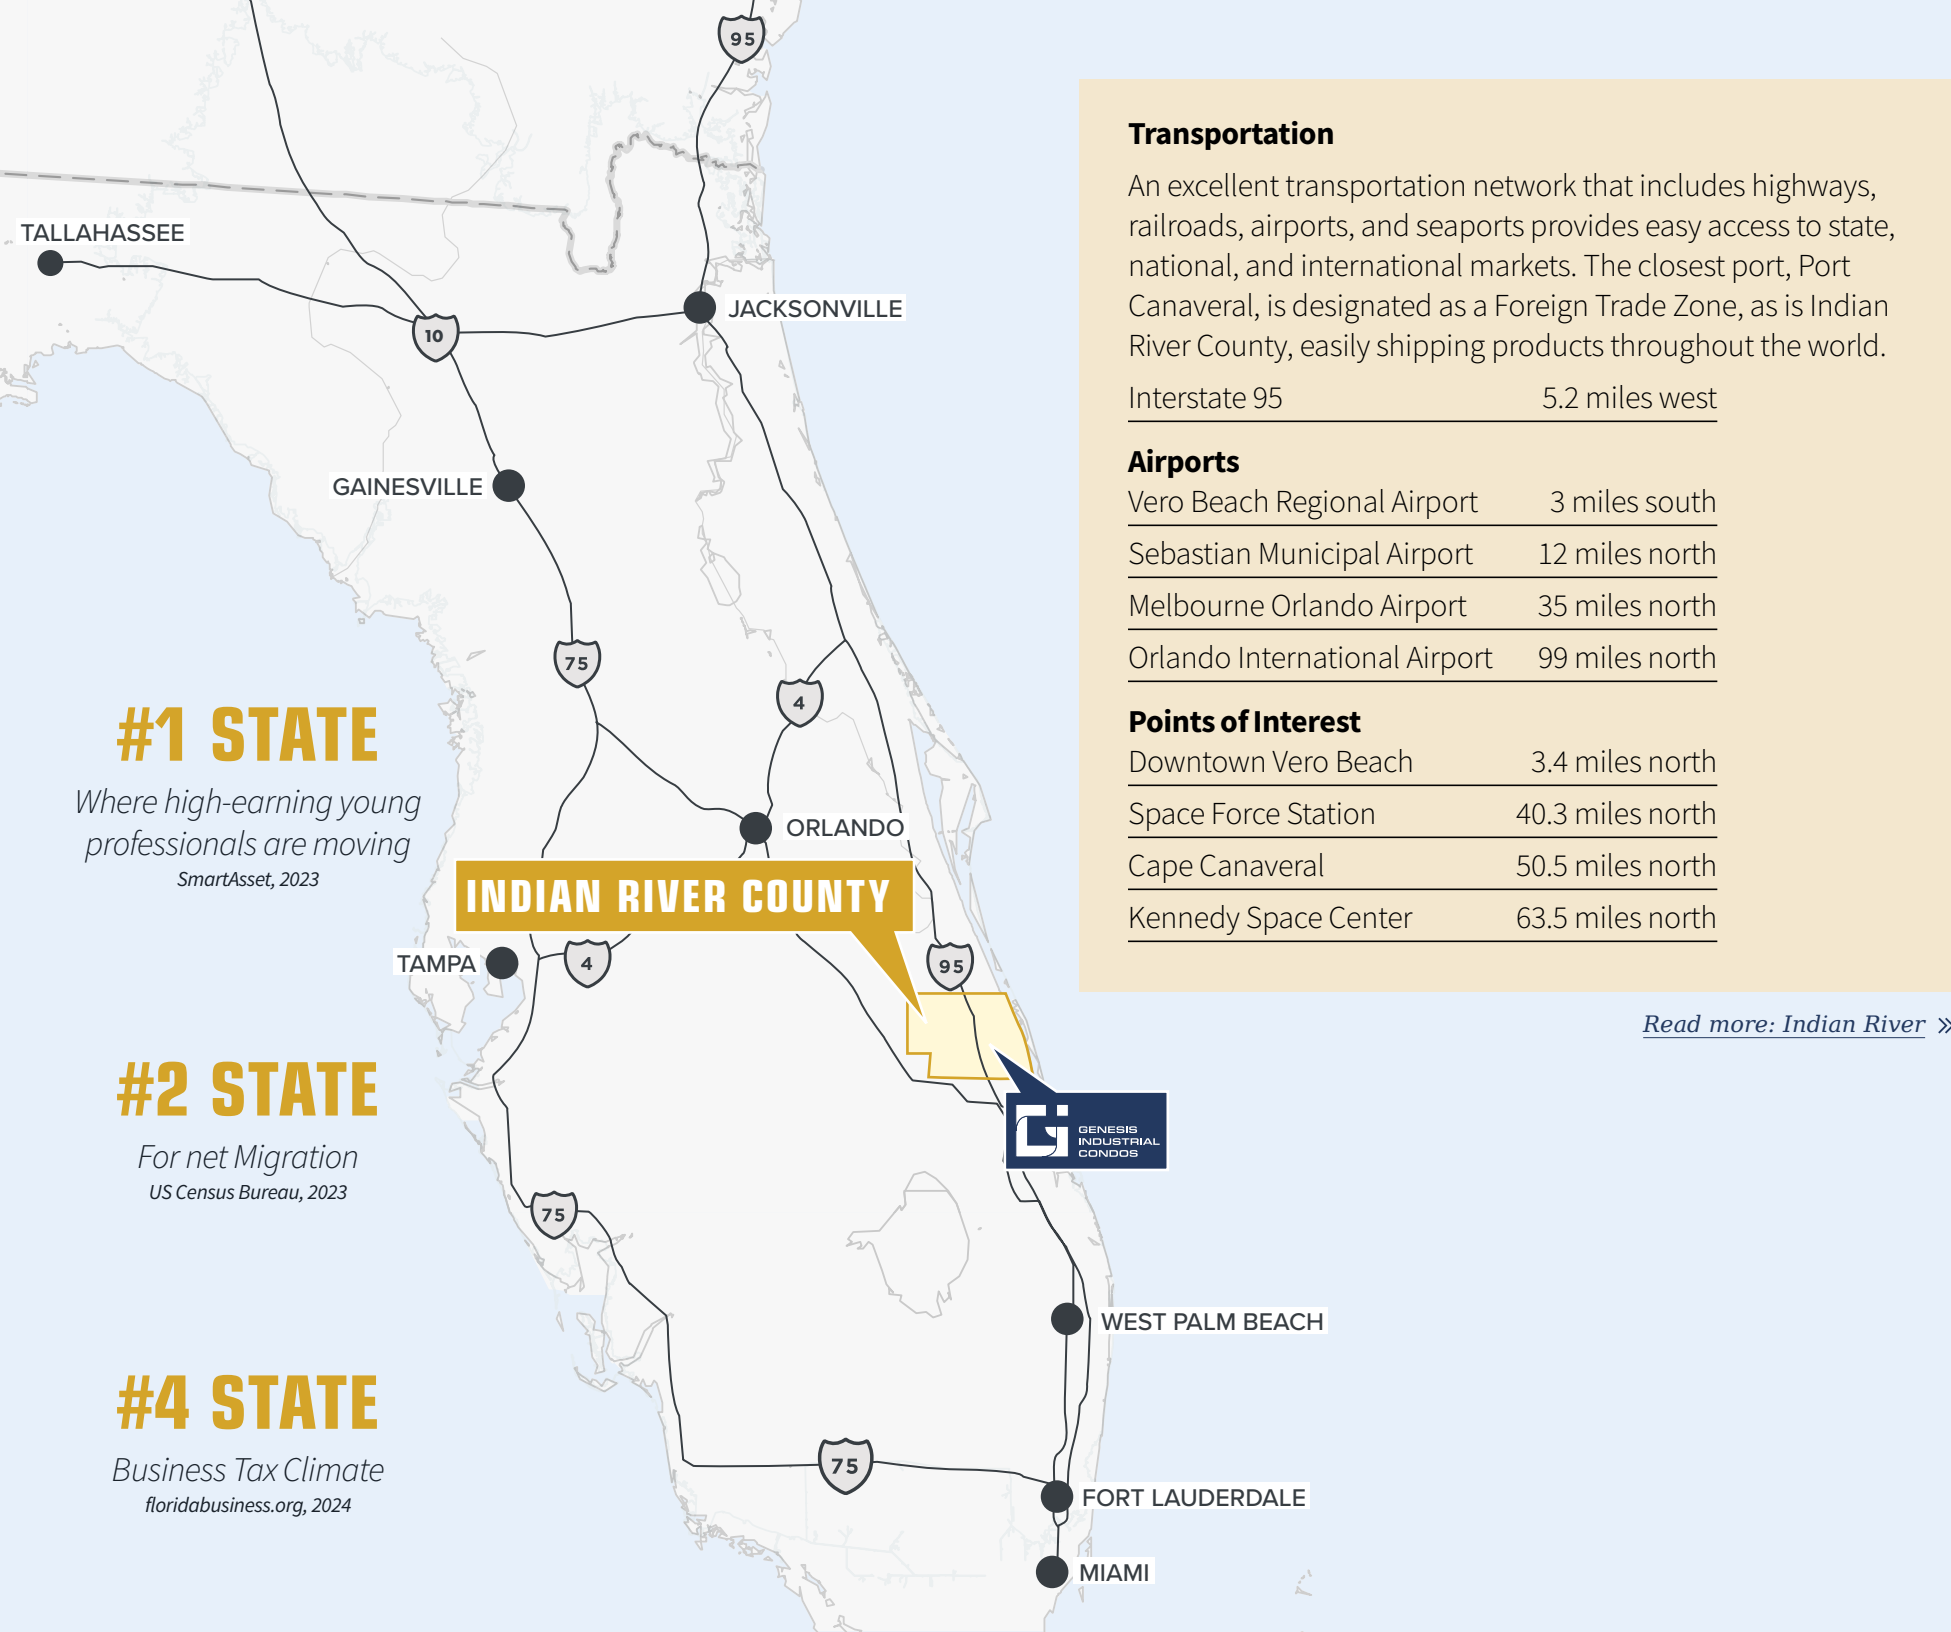 95
TALLAHASSEE
10
JACKSONVILLE
GAINESVILLE
75
4
ORLANDO
INDIAN RIVER COUNTY
TAMPA
4
95
GENESIS
INDUSTRIAL
CONDOS
75
WEST PALM BEACH
75
FORT LAUDERDALE
MIAMI
#1 STATE
Where high-earning young
professionals are moving
SmartAsset, 2023
#2 STATE
For net Migration
US Census Bureau, 2023
#4 STATE
Business Tax Climate
floridabusiness.org, 2024
Transportation
An excellent transportation network that includes highways,
railroads, airports, and seaports provides easy access to state,
national, and international markets. The closest port, Port
Canaveral, is designated as a Foreign Trade Zone, as is Indian
River County, easily shipping products throughout the world.
Interstate 95 5.2 miles west
Airports
Vero Beach Regional Airport 3 miles south
Sebastian Municipal Airport 12 miles north
Melbourne Orlando Airport 35 miles north
Orlando International Airport 99 miles north
Points of Interest
Downtown Vero Beach 3.4 miles north
Space Force Station 40.3 miles north
Cape Canaveral 50.5 miles north
Kennedy Space Center 63.5 miles north
Read more: Indian River »